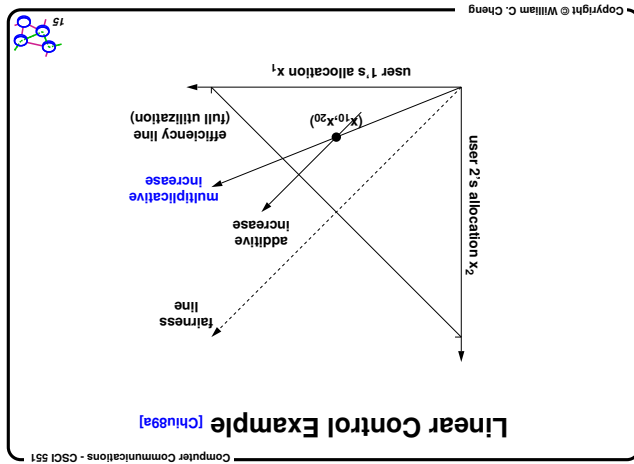 Computer Communications - CSCI 551
Linear Control Example [Chiu89a]
fairness
line
user 2's allocation x₂
additive
increase
multiplicative
increase
(x₁₀,x₂₀)
efficiency line
(full utilization)
user 1's allocation x₁
15
Copyright © William C. Cheng